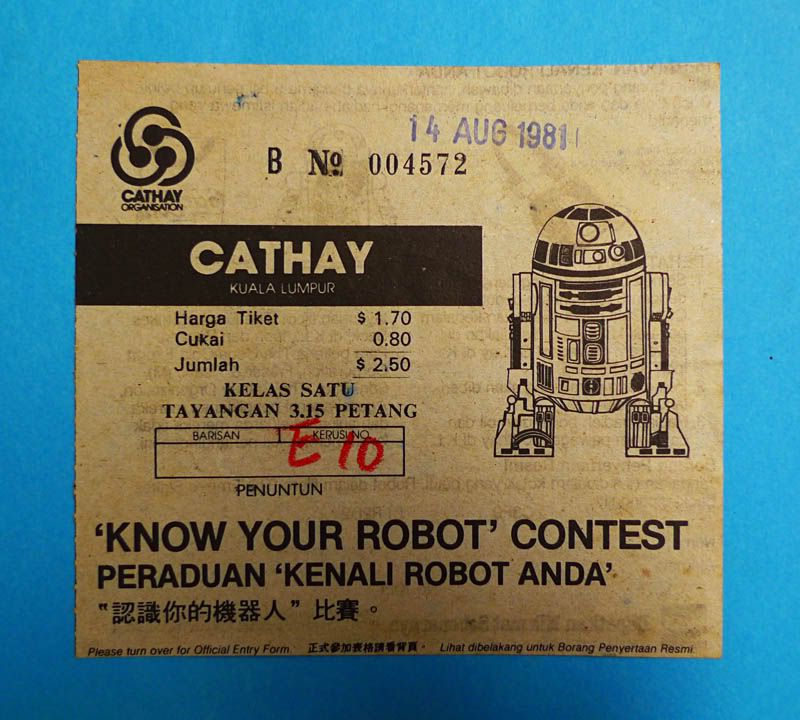 14 AUG 1981
B No 004572
CATHAY
ORGANISATION
CATHAY
KUALA LUMPUR
Harga Tiket $ 1.70
Cukai 0.80
Jumlah $ 2.50
KELAS SATU
TAYANGAN 3.15 PETANG
BARISAN KERUSI NO.
E 10
PENUNTUN
‘KNOW YOUR ROBOT’ CONTEST
PERADUAN ‘KENALI ROBOT ANDA’
“認識你的機器人”比賽。
Please turn over for Official Entry Form. 正式參加表格請看背頁。 Lihat dibelakang untuk Borang Penyertaan Resmi.